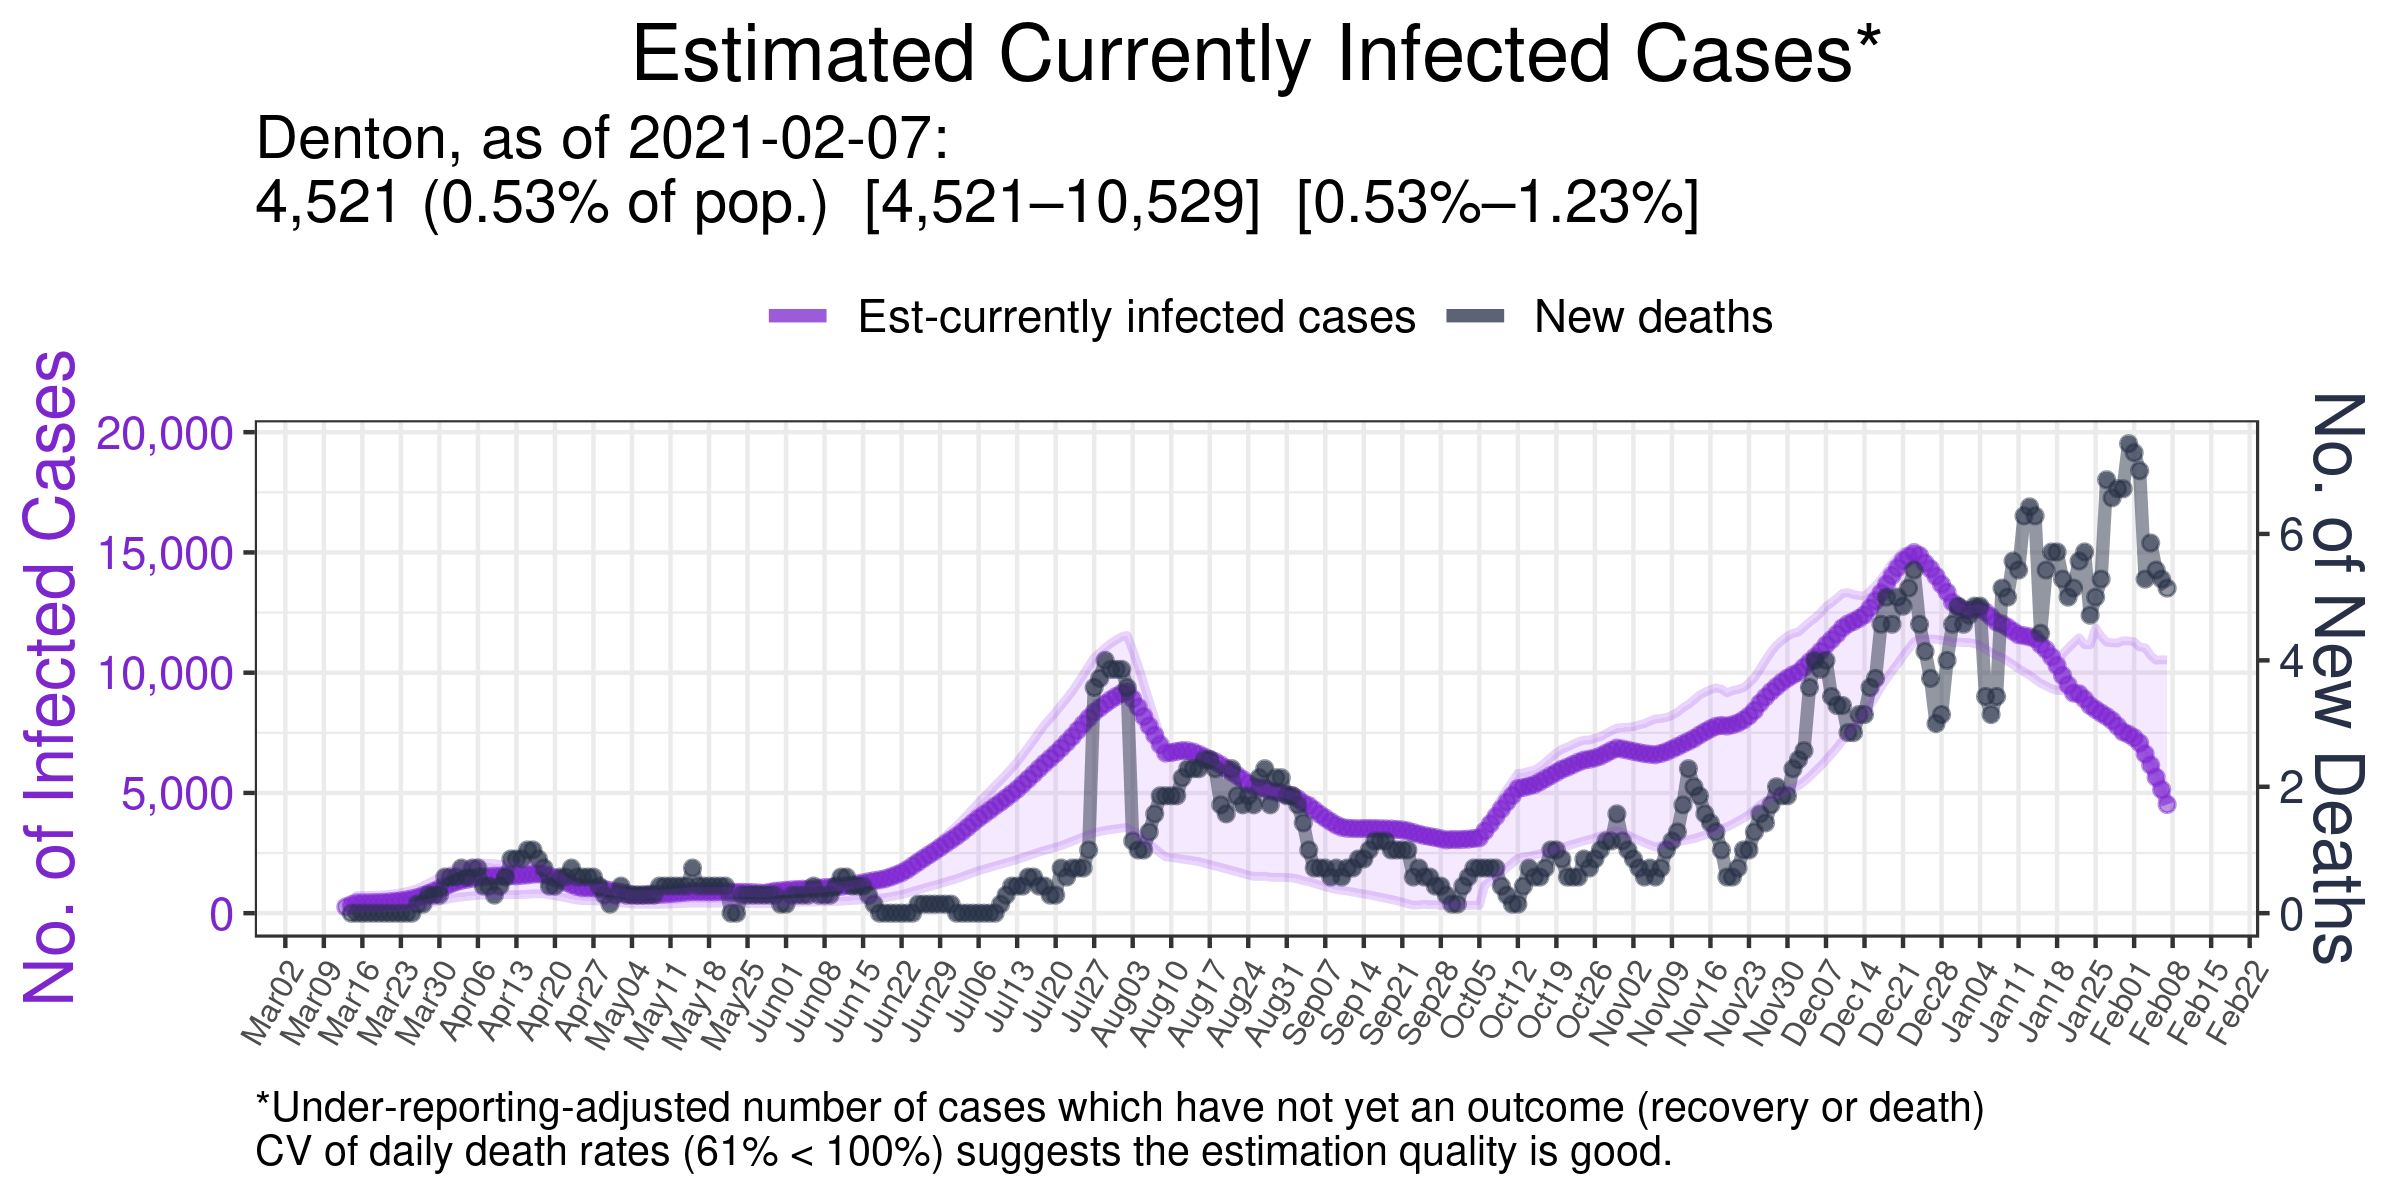 Estimated Currently Infected Cases*
Denton, as of 2021-02-07:
4,521 (0.53% of pop.) [4,521–10,529] [0.53%–1.23%]
Est-currently infected cases New deaths
No. of Infected Cases
20,000
15,000
10,000
5,000
0
6
4
2
0
No. of New Deaths
Mar02 Mar09 Mar16 Mar23 Mar30 Apr06 Apr13 Apr20 Apr27 May04 May11 May18 May25 Jun01 Jun08 Jun15 Jun22 Jun29 Jul06 Jul13 Jul20 Jul27 Aug03 Aug10 Aug17 Aug24 Aug31 Sep07 Sep14 Sep21 Sep28 Oct05 Oct12 Oct19 Oct26 Nov02 Nov09 Nov16 Nov23 Nov30 Dec07 Dec14 Dec21 Dec28 Jan04 Jan11 Jan18 Jan25 Feb01 Feb08 Feb15 Feb22
*Under-reporting-adjusted number of cases which have not yet an outcome (recovery or death)
CV of daily death rates (61% < 100%) suggests the estimation quality is good.